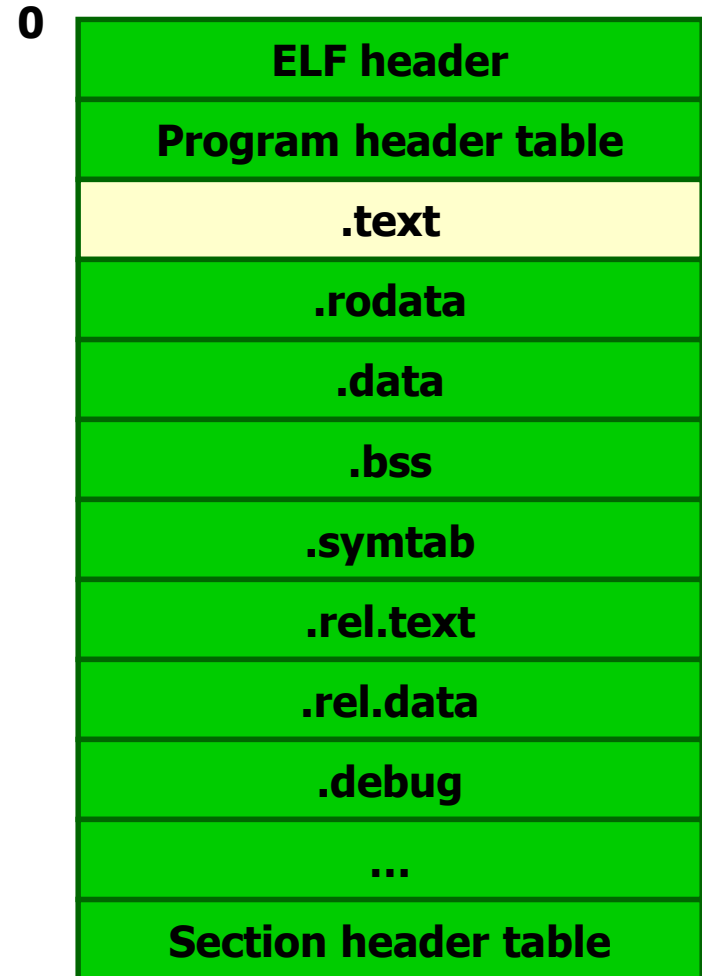 0
ELF header
Program header table
.text
.rodata
.data
.bss
.symtab
.rel.text
.rel.data
.debug
...
Section header table